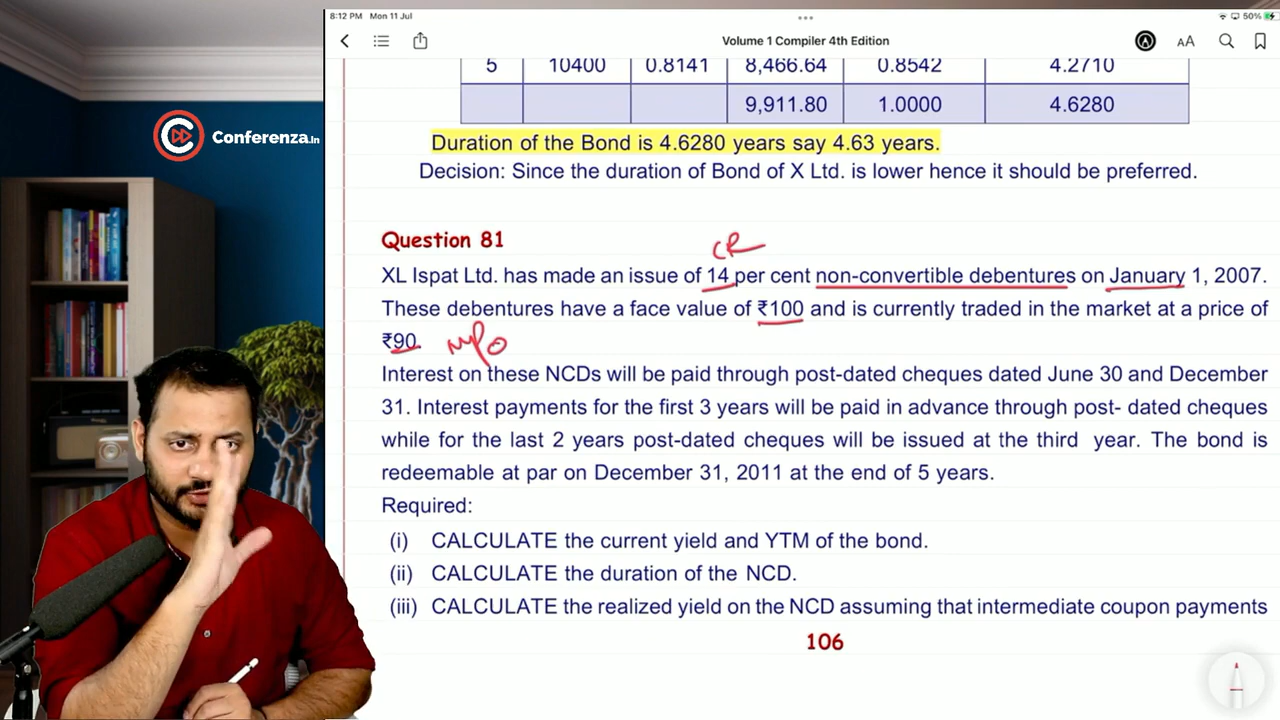 8:12 PM Mon 11 Jul
50%
Volume 1 Compiler 4th Edition
AA
Conferenza.in
5 10400 0.8141 8,466.64 0.8542 4.2710
9,911.80 1.0000 4.6280
Duration of the Bond is 4.6280 years say 4.63 years.
Decision: Since the duration of Bond of X Ltd. is lower hence it should be preferred.
Question 81
CR
XL Ispat Ltd. has made an issue of 14 per cent non-convertible debentures on January 1, 2007.
These debentures have a face value of ₹100 and is currently traded in the market at a price of
₹90.
MP0
Interest on these NCDs will be paid through post-dated cheques dated June 30 and December
31. Interest payments for the first 3 years will be paid in advance through post- dated cheques
while for the last 2 years post-dated cheques will be issued at the third year. The bond is
redeemable at par on December 31, 2011 at the end of 5 years.
Required:
(i) CALCULATE the current yield and YTM of the bond.
(ii) CALCULATE the duration of the NCD.
(iii) CALCULATE the realized yield on the NCD assuming that intermediate coupon payments
106